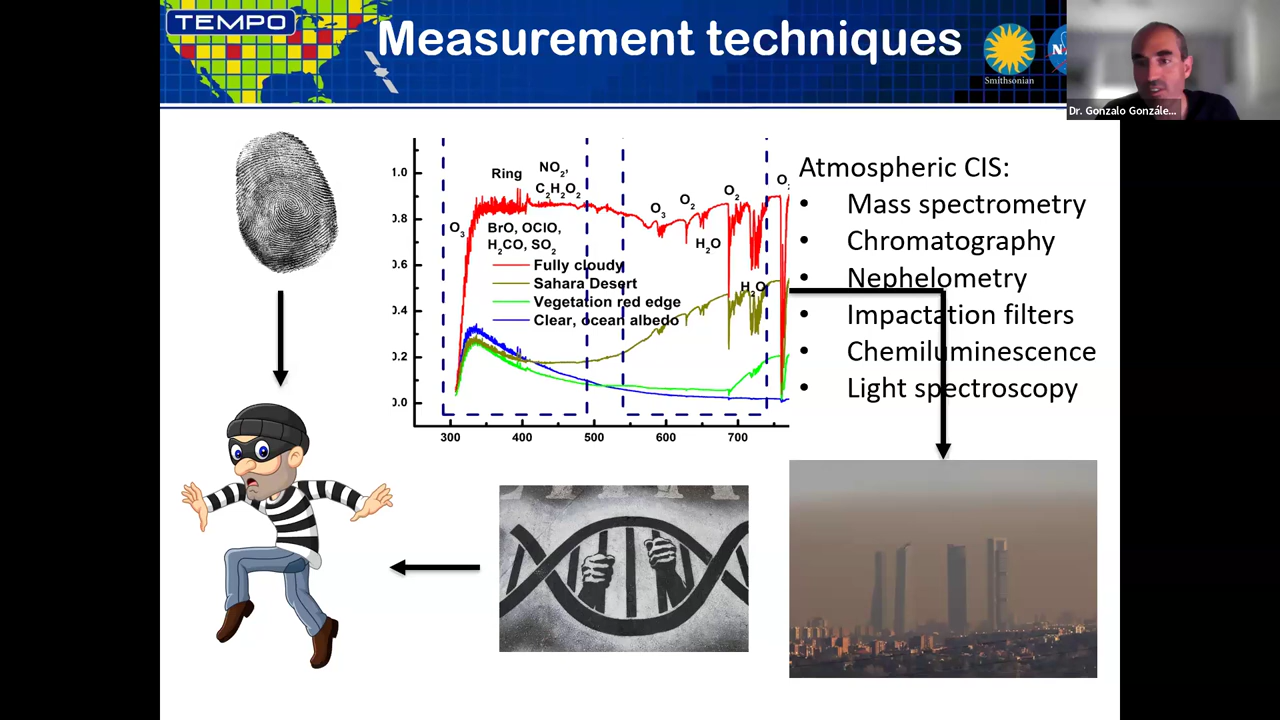 TEMPO
Measurement techniques
Smithsonian
Dr. Gonzalo Gonzále...
Atmospheric CIS:
• Mass spectrometry
• Chromatography
• Nephelometry
• Impactation filters
• Chemiluminescence
• Light spectroscopy
1.0
0.8
0.6
0.4
0.2
0.0
O3
Ring
NO2,
C2H2O2
BrO, OClO,
H2CO, SO2
O3
O2
H2O
O2
H2O
Fully cloudy
Sahara Desert
Vegetation red edge
Clear, ocean albedo
300 400 500 600 700